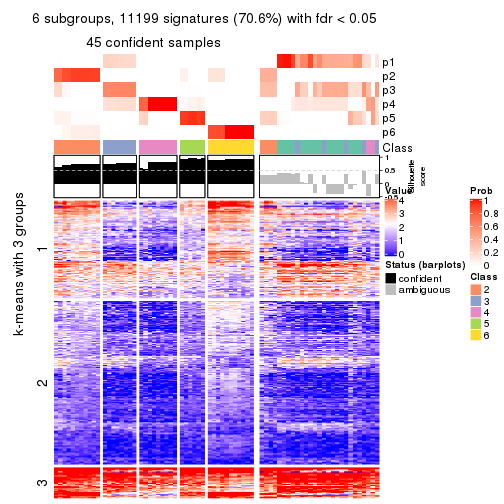 6 subgroups, 11199 signatures (70.6%) with fdr < 0.05
45 confident samples
p1
p2
p3
p4
p5
p6
Class
1
0.5
0
-0.5
Silhouette
score
k-means with 3 groups
1
2
3
Value
4
3
2
1
0
Status (barplots)
confident
ambiguous
Prob
1
0.8
0.6
0.4
0.2
0
Class
2
3
4
5
6